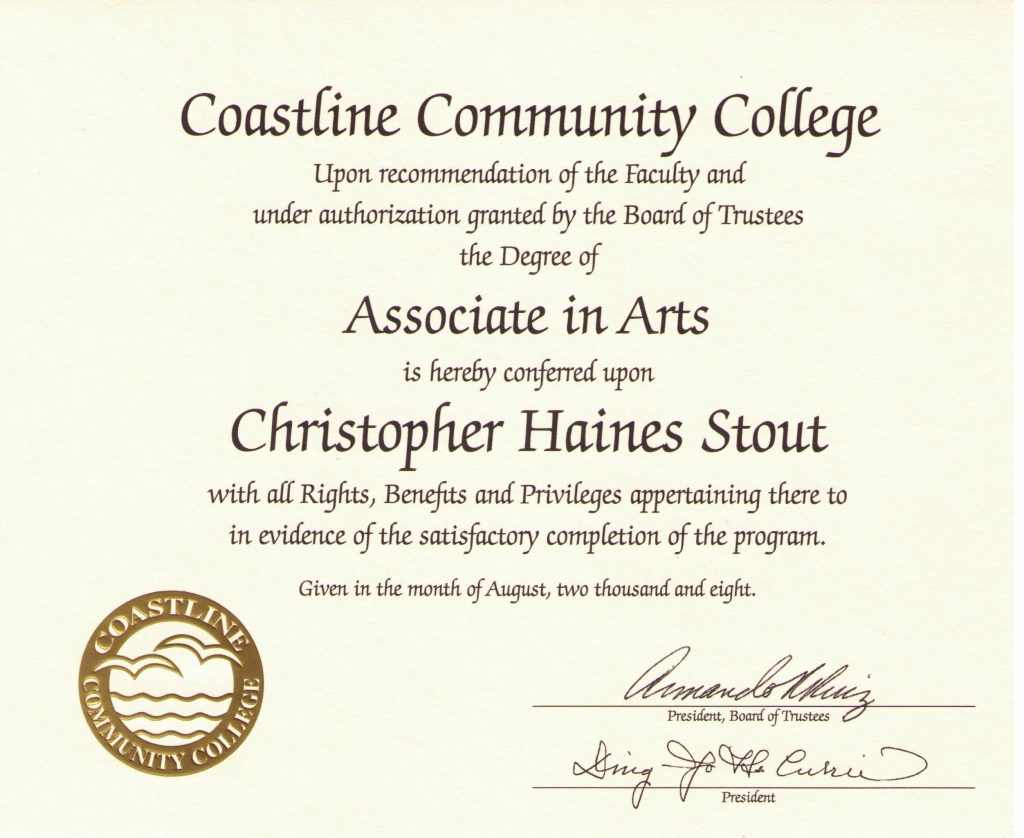 Coastline Community College
Upon recommendation of the Faculty and
under authorization granted by the Board of Trustees
the Degree of
Associate in Arts
is hereby conferred upon
Christopher Haines Stout
with all Rights, Benefits and Privileges appertaining there to
in evidence of the satisfactory completion of the program.
Given in the month of August, two thousand and eight.
COASTLINE
COMMUNITY COLLEGE
Armando
President, Board of Trustees
Ding-Jo H. Currie
President